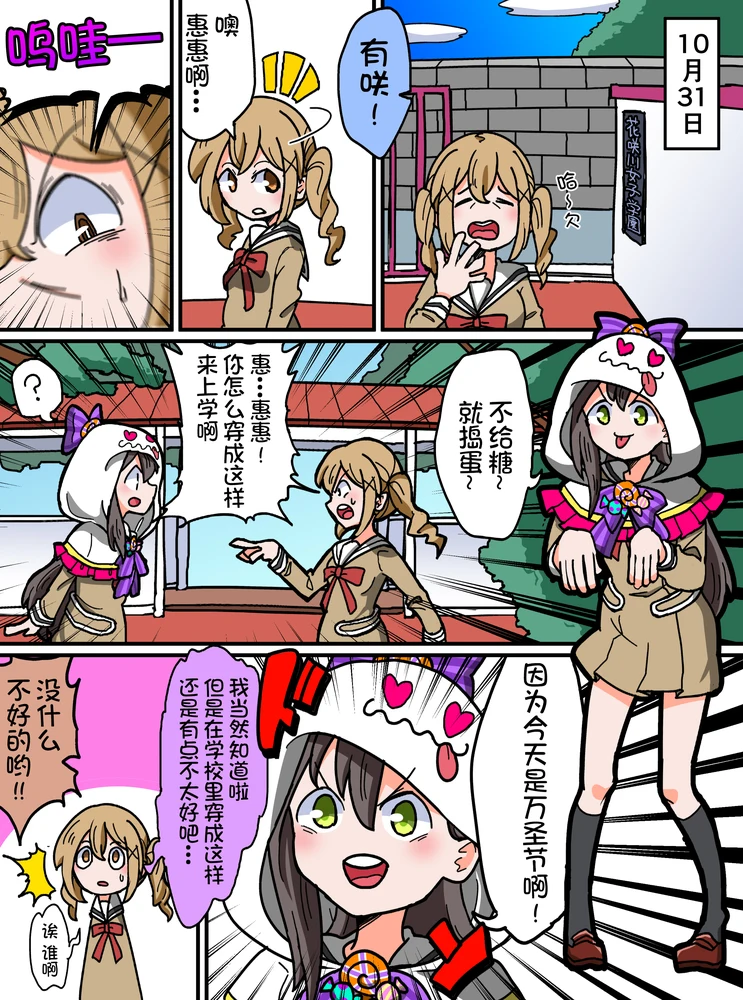 10月31日
花咲川女子学園
有咲！
哈～欠
噢
惠惠啊…
呜哇—
不给糖~
就捣蛋~
惠…惠惠！
你怎么穿成这样
来上学啊
？
因为今天是万圣节啊！
ドン
我当然知道啦
但是在学校里穿成这样
还是有点不太好吧…
没什么
不好的哟!!
诶 谁啊